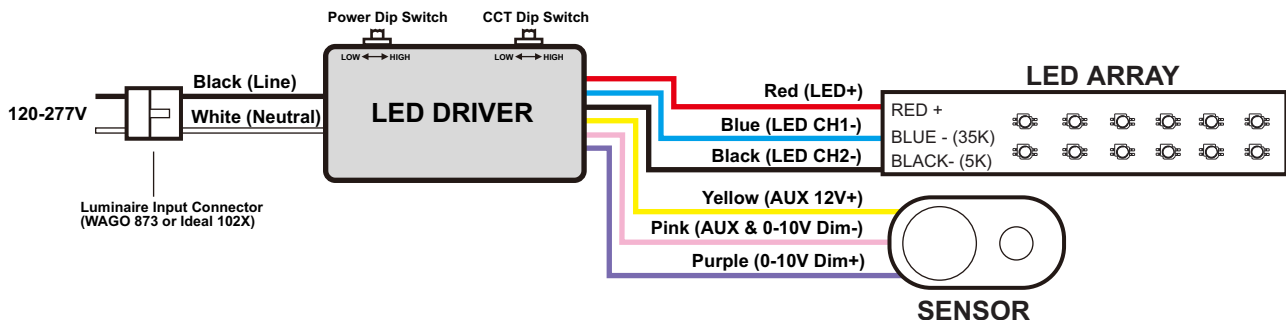 Power Dip Switch
CCT Dip Switch
LOW HIGH
LOW HIGH
120-277V
Black (Line)
White (Neutral)
LED DRIVER
Luminaire Input Connector
(WAGO 873 or Ideal 102X)
Red (LED+)
Blue (LED CH1-)
Black (LED CH2-)
LED ARRAY
RED +
BLUE - (35K)
BLACK- (5K)
Yellow (AUX 12V+)
Pink (AUX & 0-10V Dim-)
Purple (0-10V Dim+)
SENSOR